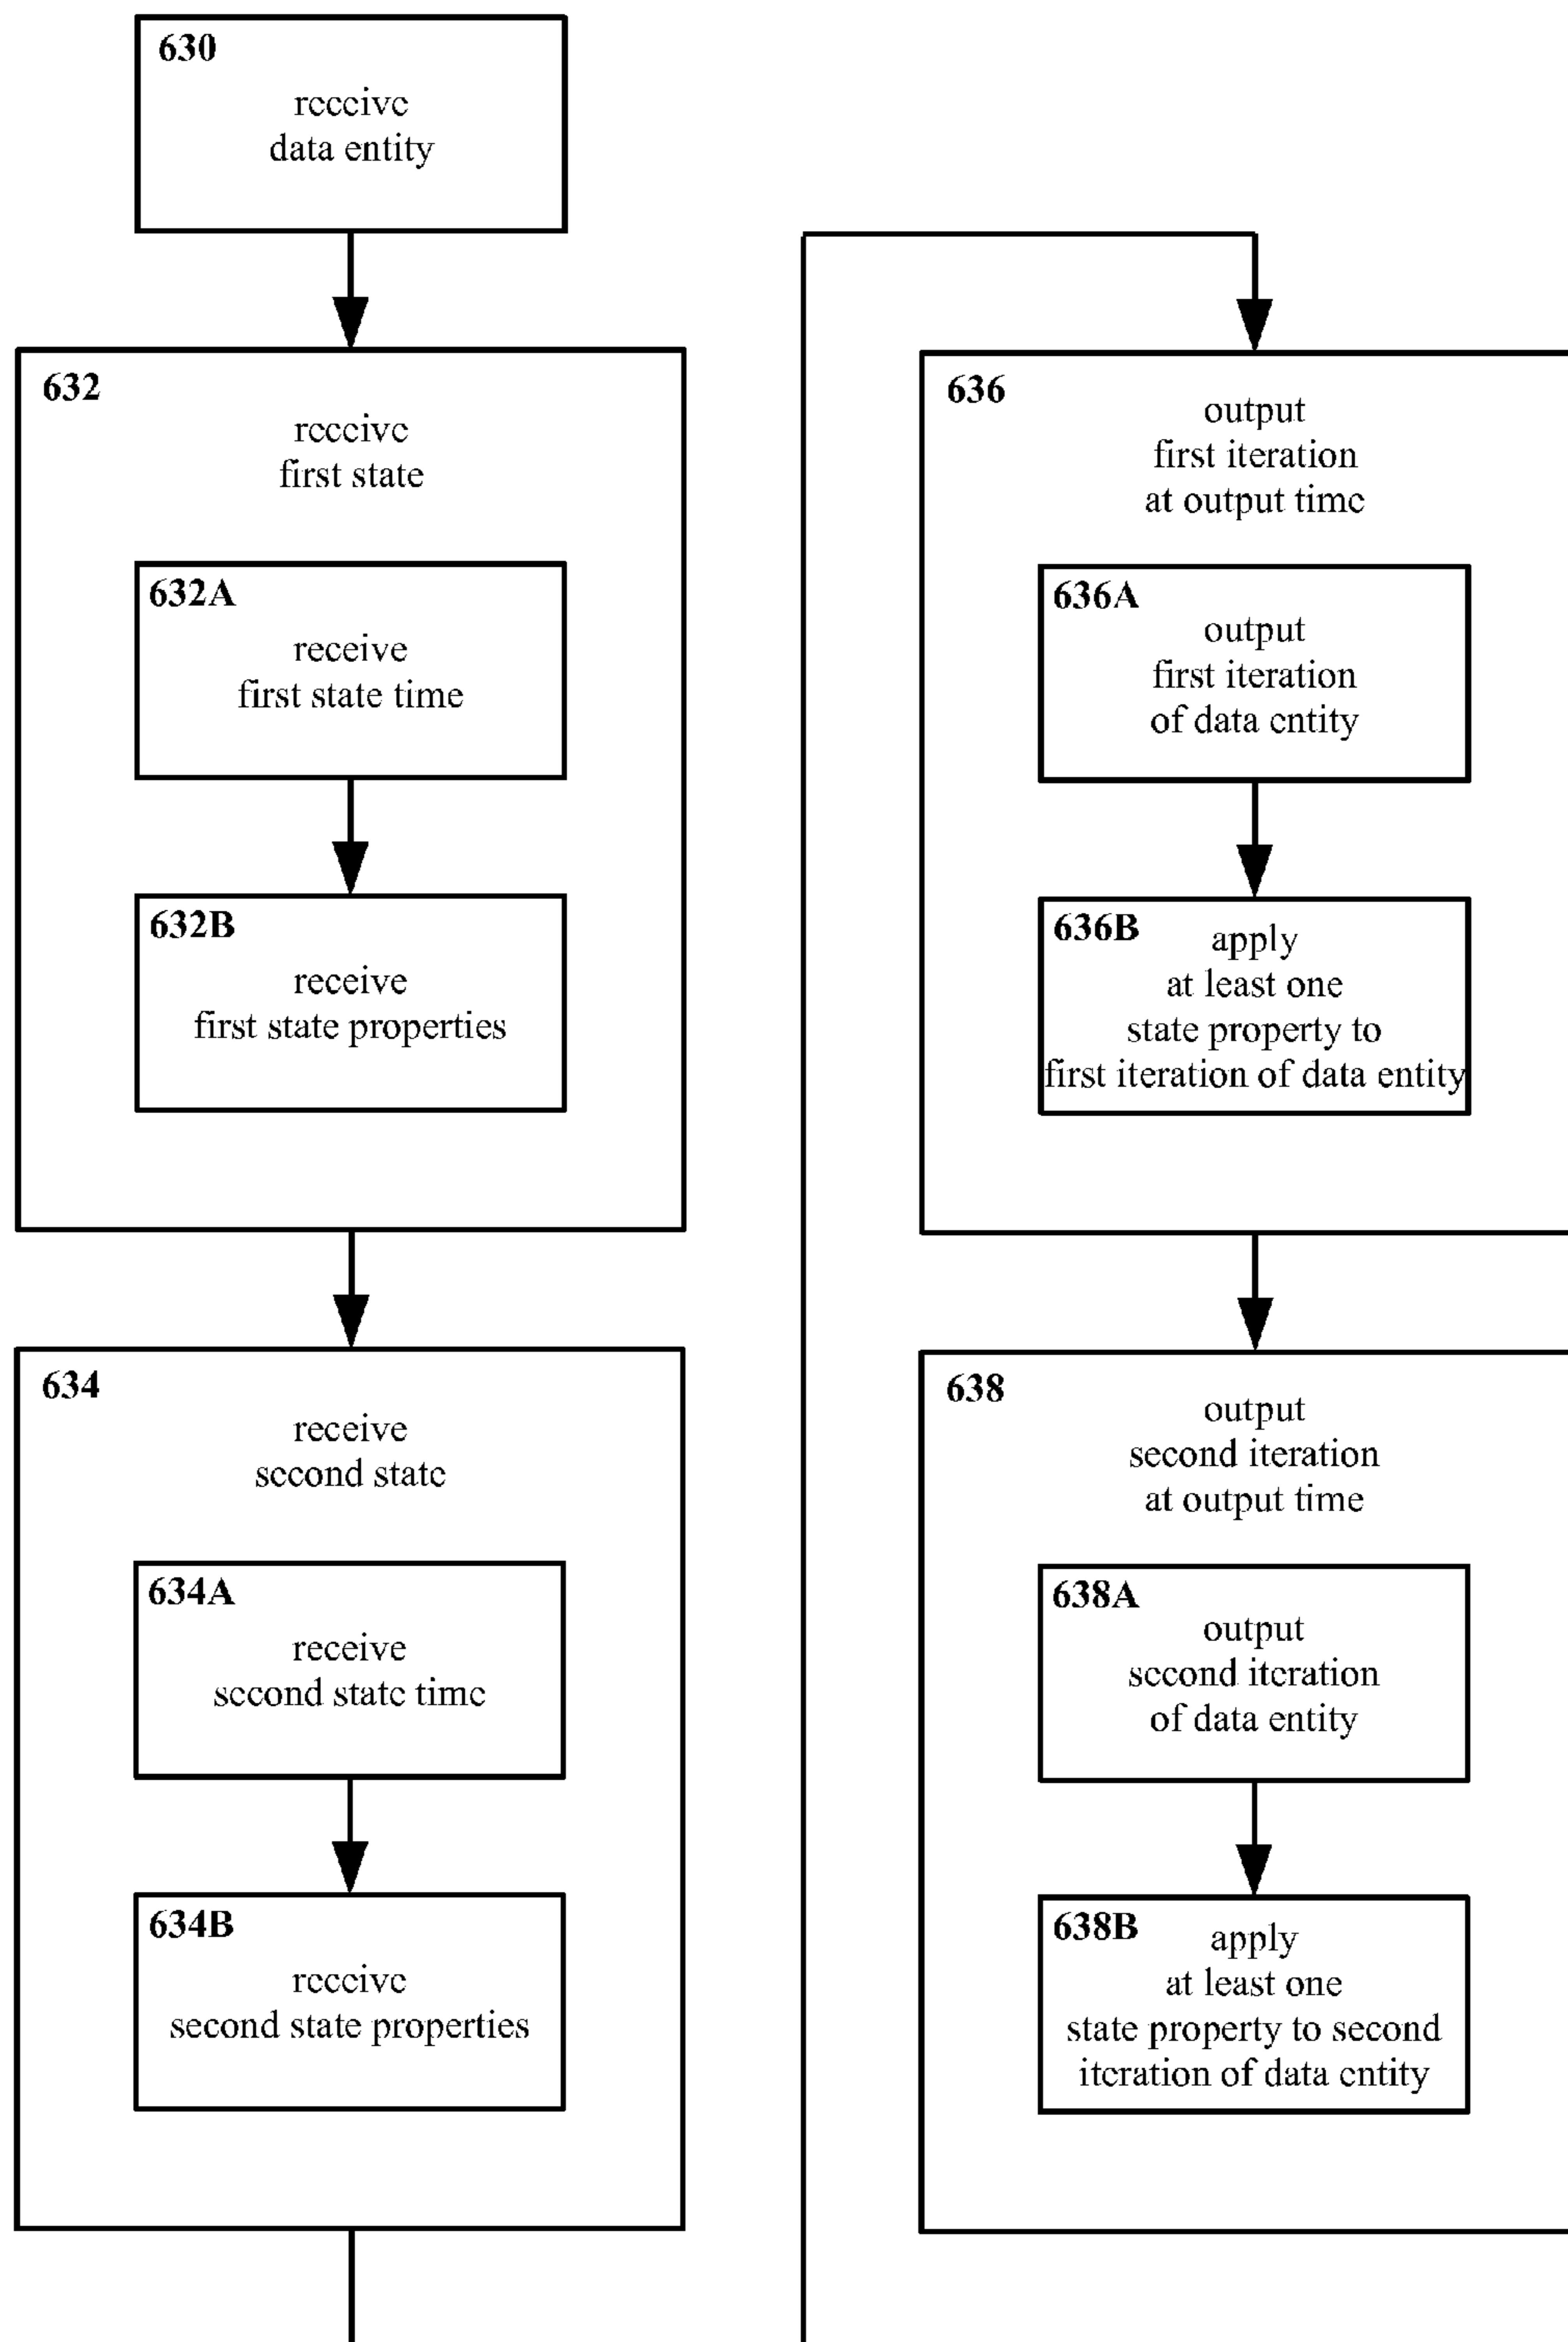 630
receive
data entity
632
receive
first state
632A
receive
first state time
632B
receive
first state properties
634
receive
second state
634A
receive
second state time
634B
receive
second state properties
636
output
first iteration
at output time
636A
output
first iteration
of data entity
636B
apply
at least one
state property to
first iteration of data entity
638
output
second iteration
at output time
638A
output
second iteration
of data entity
638B
apply
at least one
state property to second
iteration of data entity